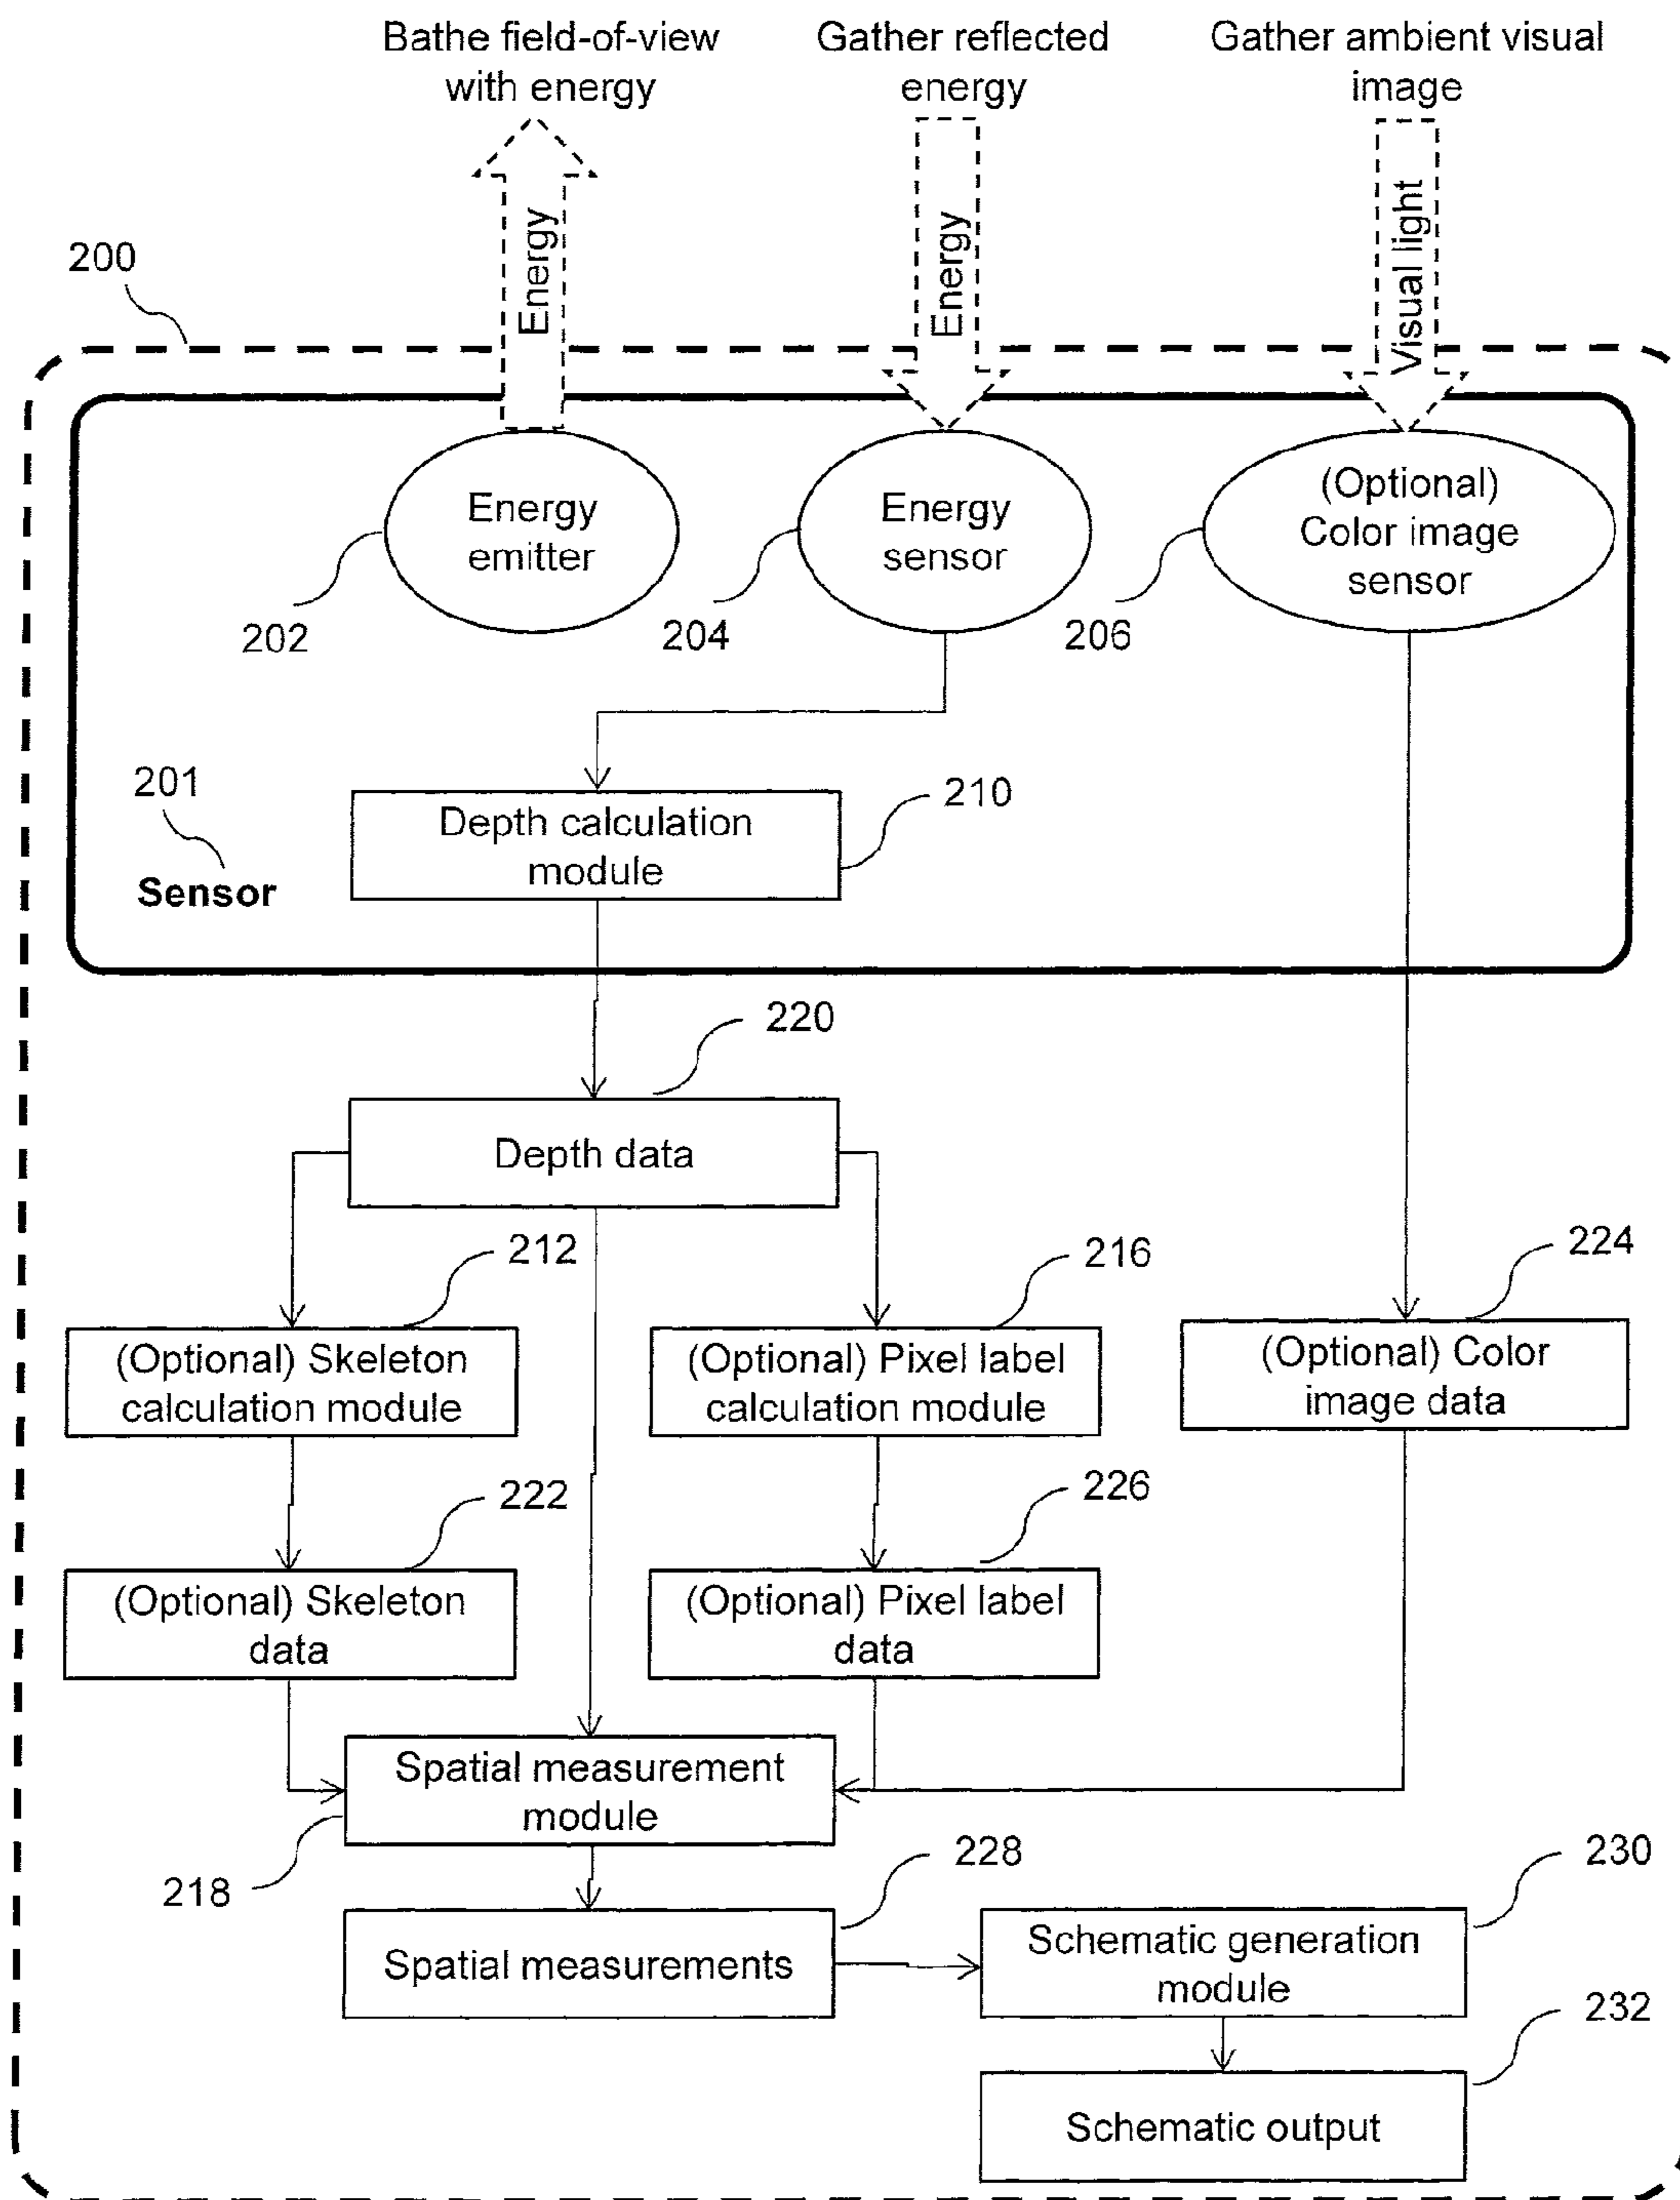 Bathe field-of-view
with energy
Gather reflected
energy
Gather ambient visual
image
Energy
Energy
Visual light
200
Energy
emitter
Energy
sensor
(Optional)
Color image
sensor
202
204
206
201
Sensor
Depth calculation
module
210
220
Depth data
212
216
224
(Optional) Skeleton
calculation module
(Optional) Pixel label
calculation module
(Optional) Color
image data
222
226
(Optional) Skeleton
data
(Optional) Pixel label
data
Spatial measurement
module
218
228
230
Spatial measurements
Schematic generation
module
232
Schematic output